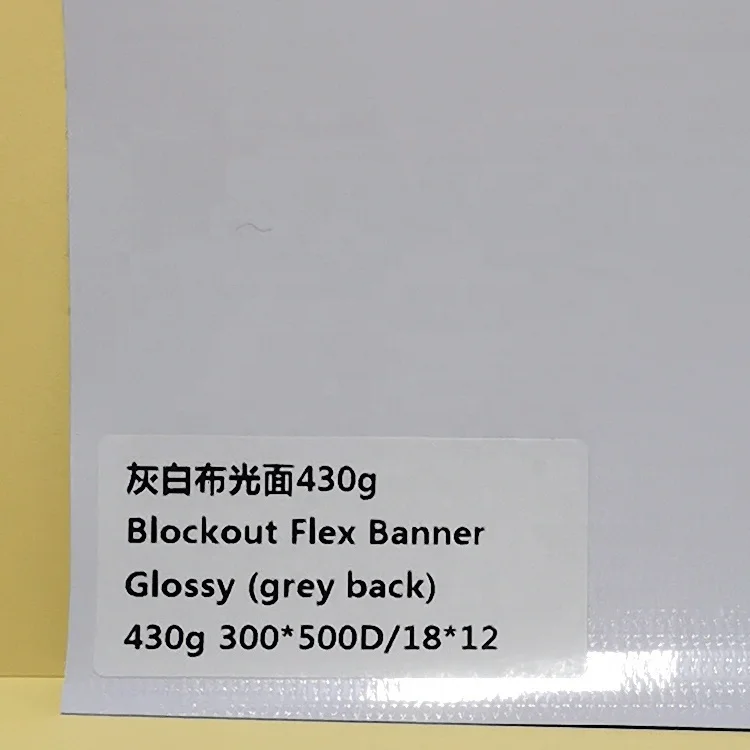 灰白布光面430g
Blockout Flex Banner
Glossy (grey back)
430g 300*500D/18*12